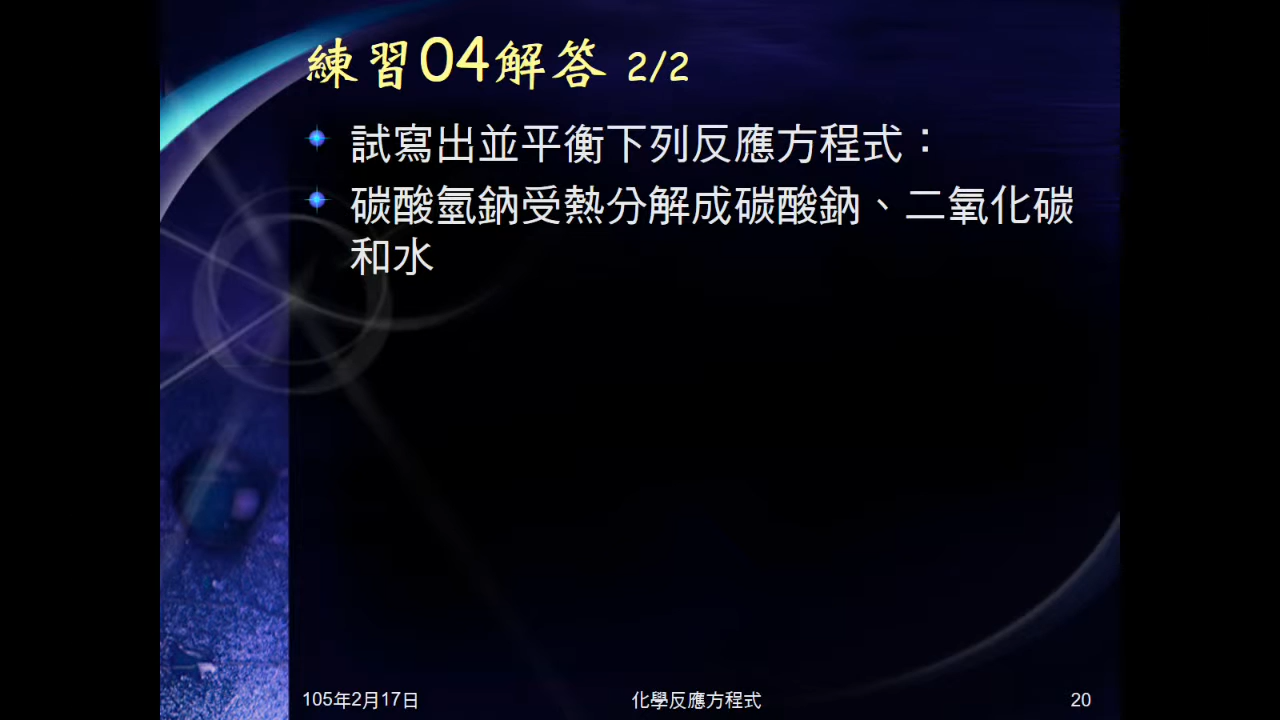 練習04解答 2/2
試寫出並平衡下列反應方程式：
碳酸氫鈉受熱分解成碳酸鈉、二氧化碳
和水
105年2月17日
化學反應方程式
20